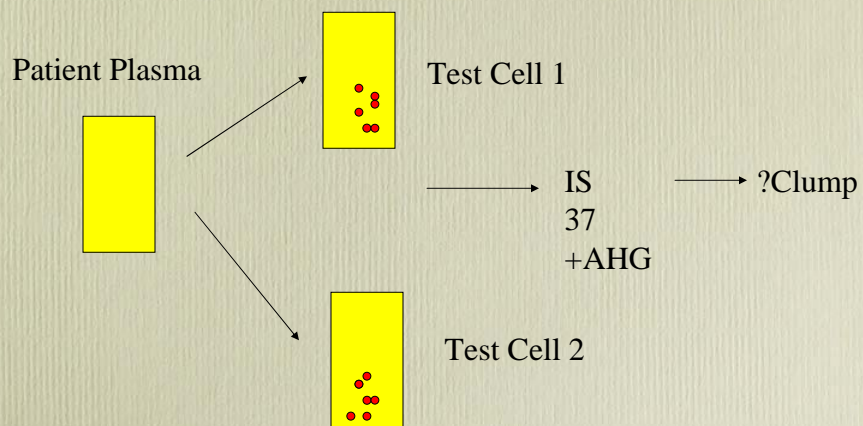 Patient Plasma
Test Cell 1
IS
37
+AHG
?Clump
Test Cell 2